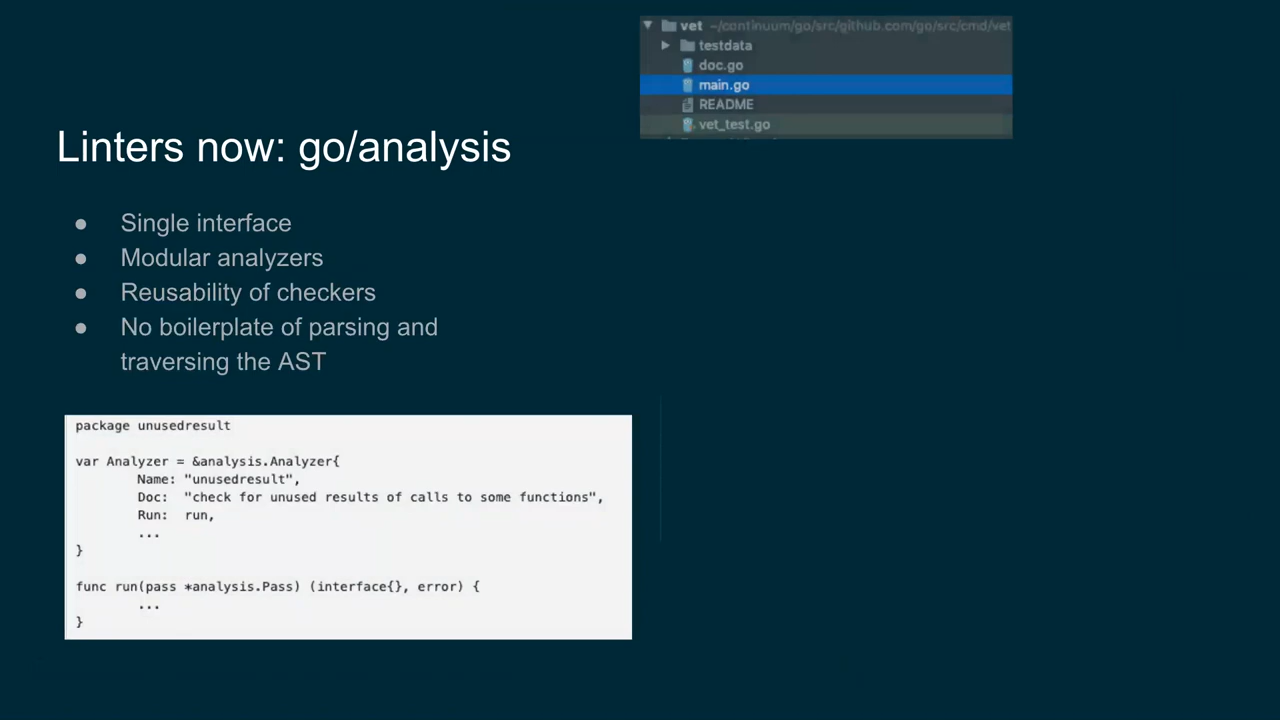 vet ~/continuum/go/src/github.com/go/src/cmd/vet
testdata
doc.go
main.go
README
vet_test.go
Linters now: go/analysis
● Single interface
● Modular analyzers
● Reusability of checkers
● No boilerplate of parsing and
traversing the AST
package unusedresult
var Analyzer = &analysis.Analyzer{
Name: "unusedresult",
Doc: "check for unused results of calls to some functions",
Run: run,
...
}
func run(pass *analysis.Pass) (interface{}, error) {
...
}